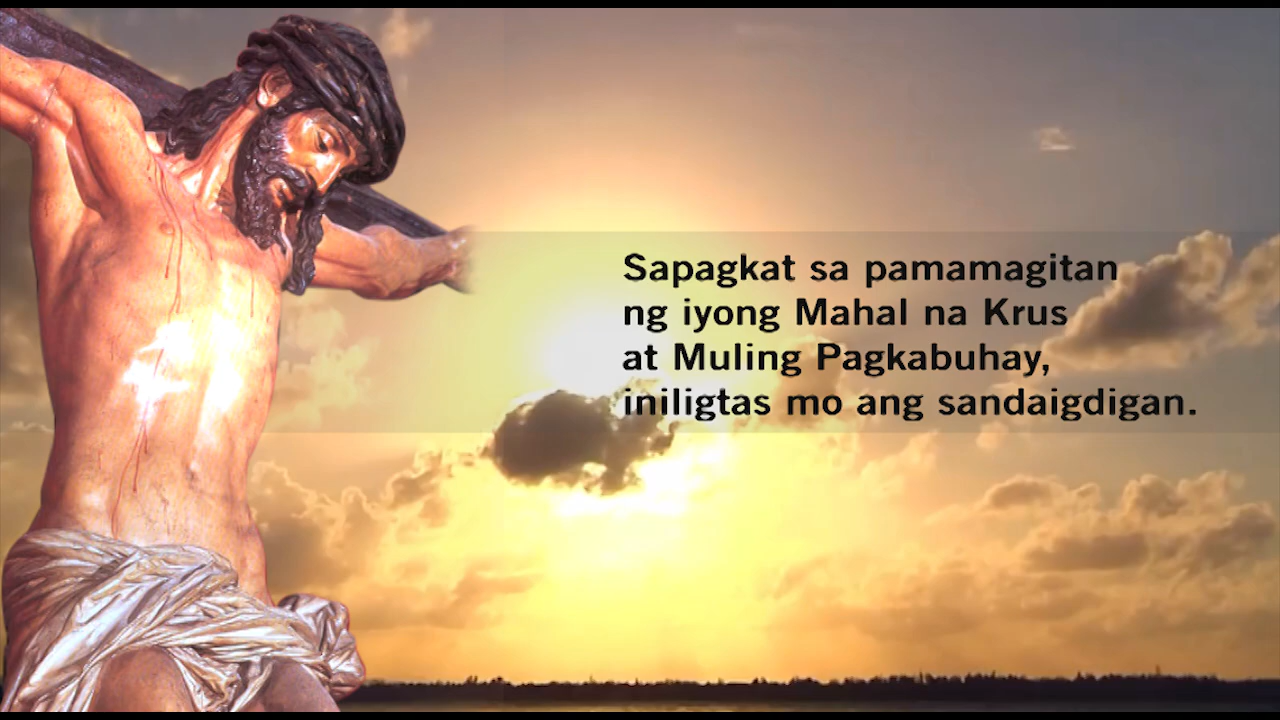 Sapagkat sa pamamagitan
ng iyong Mahal na Krus
at Muling Pagkabuhay,
iniligtas mo ang sandaigdigan.